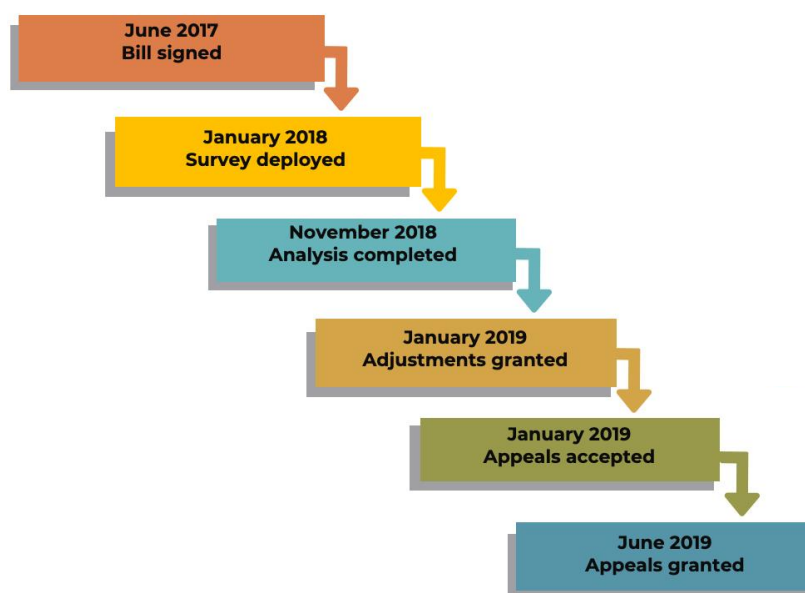 June 2017
Bill signed
January 2018
Survey deployed
November 2018
Analysis completed
January 2019
Adjustments granted
January 2019
Appeals accepted
June 2019
Appeals granted